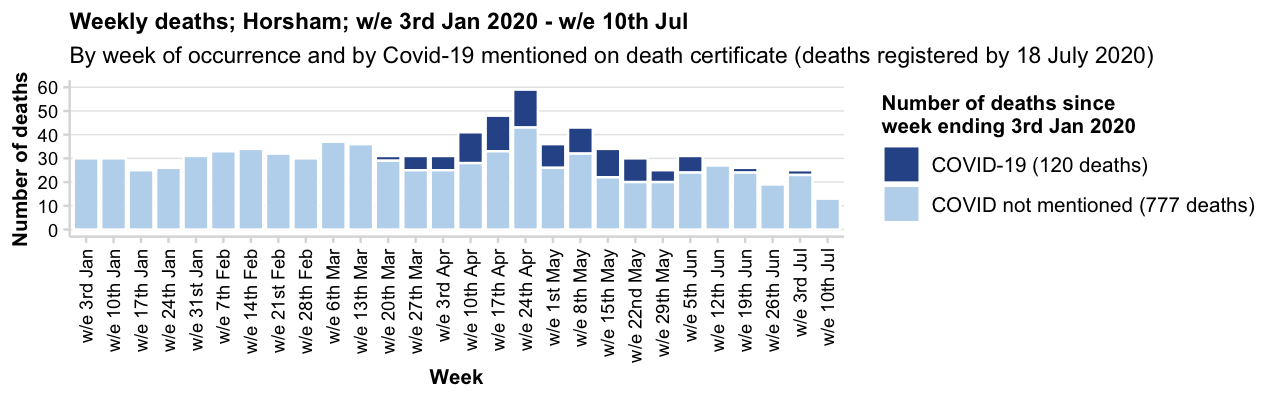 Weekly deaths; Horsham; w/e 3rd Jan 2020 - w/e 10th Jul
By week of occurrence and by Covid-19 mentioned on death certificate (deaths registered by 18 July 2020)
Number of deaths
60
50
40
30
20
10
0
w/e 3rd Jan
w/e 10th Jan
w/e 17th Jan
w/e 24th Jan
w/e 31st Jan
w/e 7th Feb
w/e 14th Feb
w/e 21st Feb
w/e 28th Feb
w/e 6th Mar
w/e 13th Mar
w/e 20th Mar
w/e 27th Mar
w/e 3rd Apr
w/e 10th Apr
w/e 17th Apr
w/e 24th Apr
w/e 1st May
w/e 8th May
w/e 15th May
w/e 22nd May
w/e 29th May
w/e 5th Jun
w/e 12th Jun
w/e 19th Jun
w/e 26th Jun
w/e 3rd Jul
w/e 10th Jul
Week
Number of deaths since
week ending 3rd Jan 2020
COVID-19 (120 deaths)
COVID not mentioned (777 deaths)